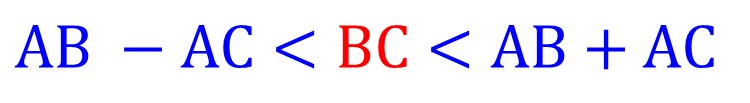 AB − AC < BC < AB + AC